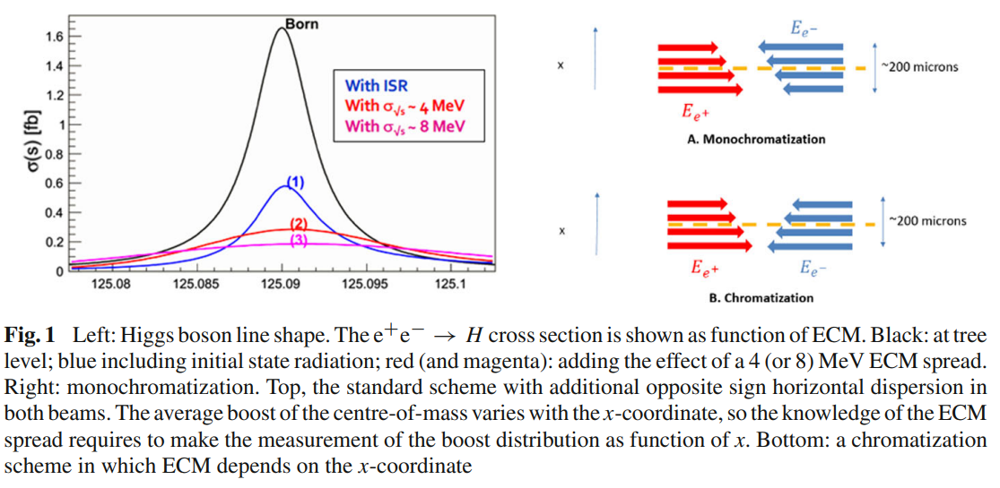 Born
1.6
1.4
1.2
1
0.8
0.6
0.4
0.2
0
σ(s) [fb]
With ISR
With σ√s ~ 4 MeV
With σ√s ~ 8 MeV
(1)
(2)
(3)
125.08
125.085
125.09
125.095
125.1
x
Ee-
~200 microns
Ee+
A. Monochromatization
x
~200 microns
Ee+
Ee-
B. Chromatization
Fig. 1 Left: Higgs boson line shape. The e+e− → H cross section is shown as function of ECM. Black: at tree
level; blue including initial state radiation; red (and magenta): adding the effect of a 4 (or 8) MeV ECM spread.
Right: monochromatization. Top, the standard scheme with additional opposite sign horizontal dispersion in
both beams. The average boost of the centre-of-mass varies with the x-coordinate, so the knowledge of the ECM
spread requires to make the measurement of the boost distribution as function of x. Bottom: a chromatization
scheme in which ECM depends on the x-coordinate